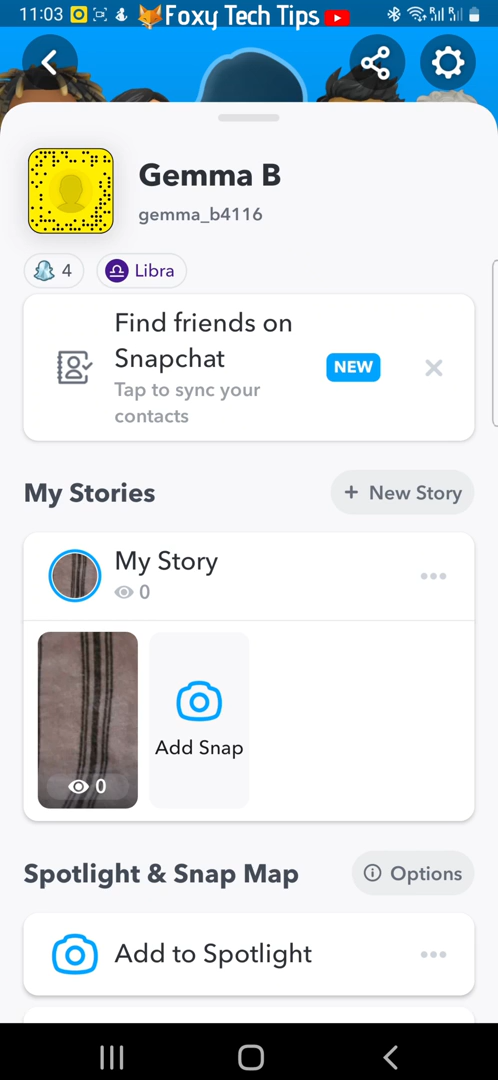 11:03 Foxy Tech Tips
Gemma B
gemma_b4116
4 Libra
Find friends on
Snapchat
NEW
Tap to sync your
contacts
My Stories + New Story
My Story
0
Add Snap
0
Spotlight & Snap Map Options
Add to Spotlight